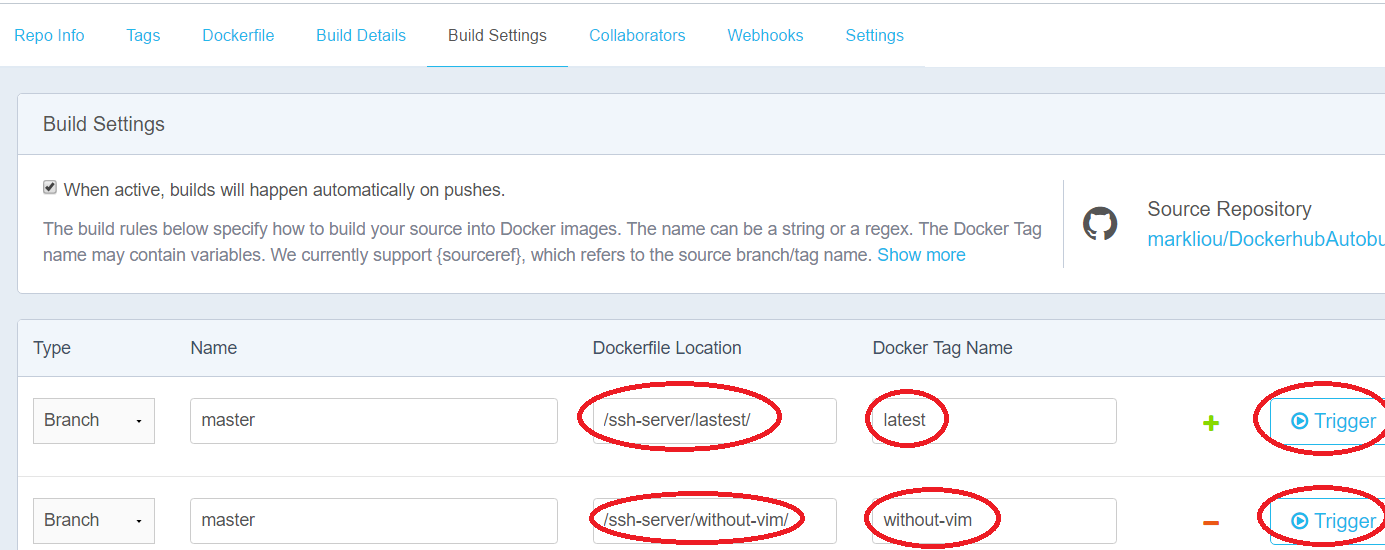 Repo Info Tags Dockerfile Build Details Build Settings Collaborators Webhooks Settings
Build Settings
When active, builds will happen automatically on pushes.
The build rules below specify how to build your source into Docker images. The name can be a string or a regex. The Docker Tag
name may contain variables. We currently support {sourceref}, which refers to the source branch/tag name. Show more
Source Repository
markliou/DockerhubAutobu
Type Name Dockerfile Location Docker Tag Name
Branch master /ssh-server/lastest/ latest + Trigger
Branch master /ssh-server/without-vim/ without-vim − Trigger